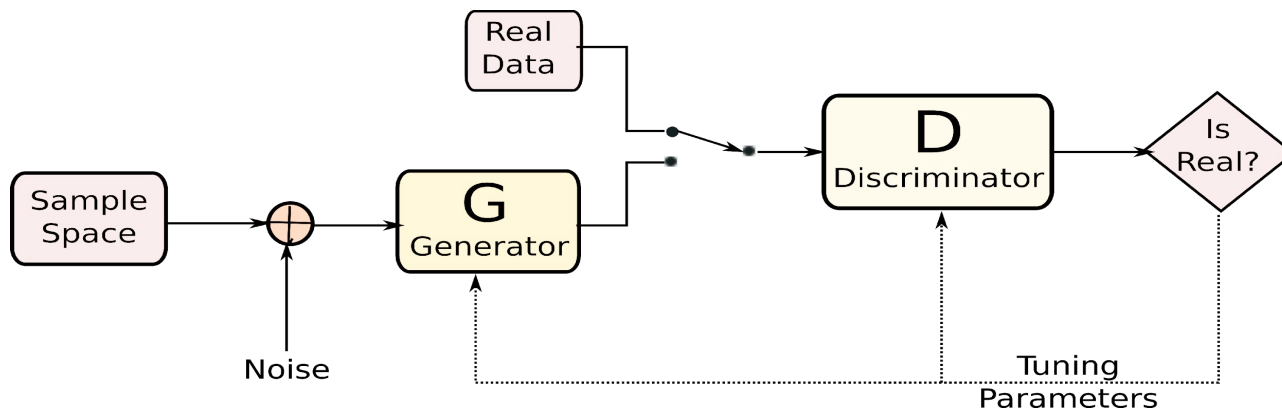 Real
Data
Sample
Space
Noise
G
Generator
D
Discriminator
Is
Real?
Tuning
Parameters